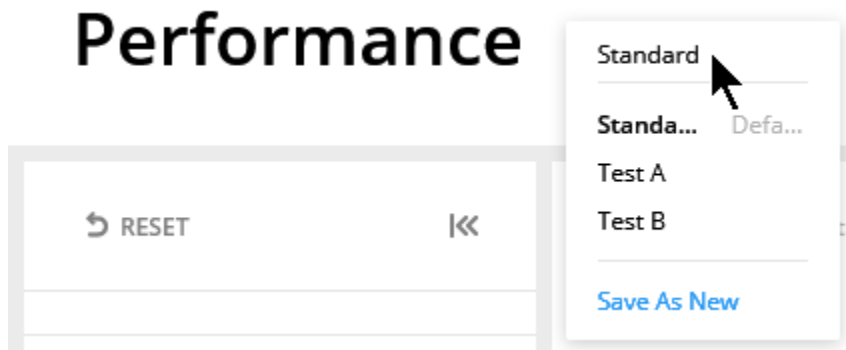 Performance
Standard
Standa... Defa...
Test A
Test B
RESET
Save As New